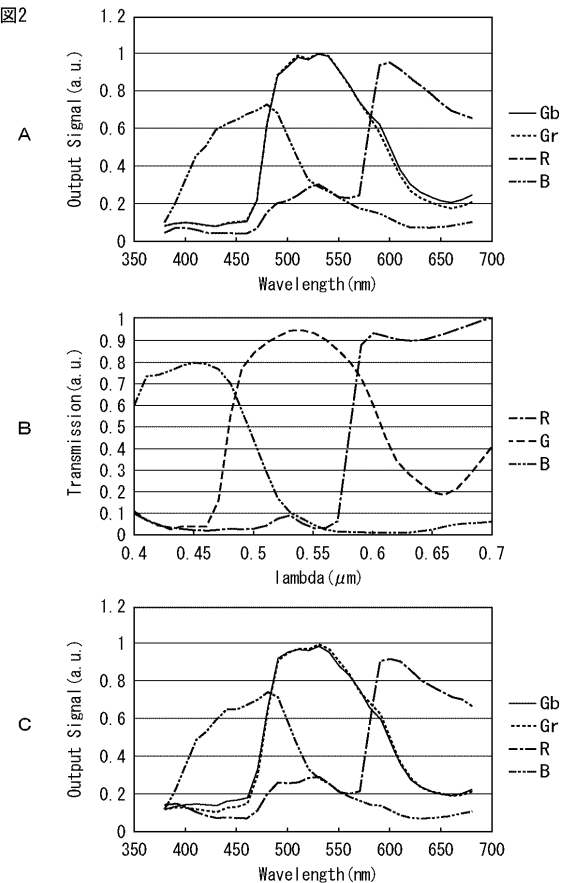 図2
A
Output Signal(a.u.)
1.2
1
0.8
0.6
0.4
0.2
0
350 400 450 500 550 600 650 700
Wavelength(nm)
Gb
Gr
R
B
B
Transmission(a.u.)
1
0.9
0.8
0.7
0.6
0.5
0.4
0.3
0.2
0.1
0
0.4 0.45 0.5 0.55 0.6 0.65 0.7
lambda(μm)
R
G
B
C
Output Signal(a.u.)
1.2
1
0.8
0.6
0.4
0.2
0
350 400 450 500 550 600 650 700
Wavelength(nm)
Gb
Gr
R
B